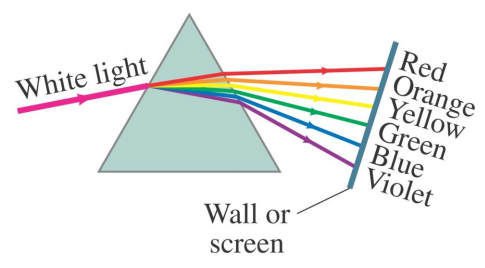 White light
Red
Orange
Yellow
Green
Blue
Violet
Wall or
screen